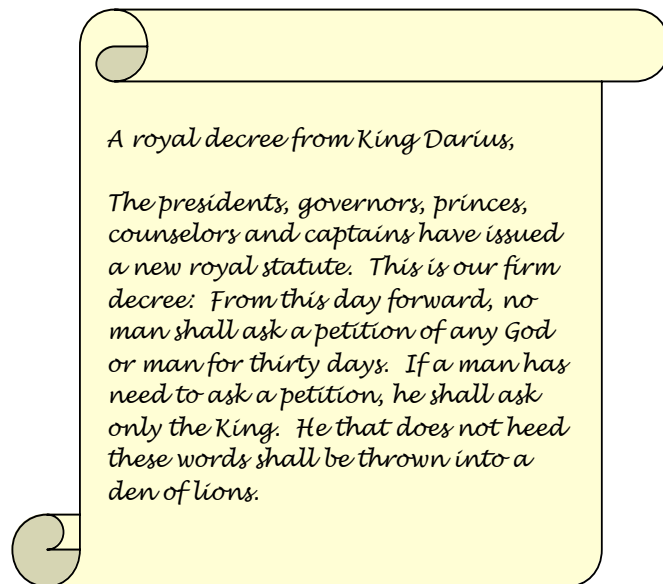 A royal decree from King Darius,
The presidents, governors, princes,
counselors and captains have issued
a new royal statute.  This is our firm
decree:  From this day forward, no
man shall ask a petition of any God
or man for thirty days.  If a man has
need to ask a petition, he shall ask
only the King.  He that does not heed
these words shall be thrown into a
den of lions.